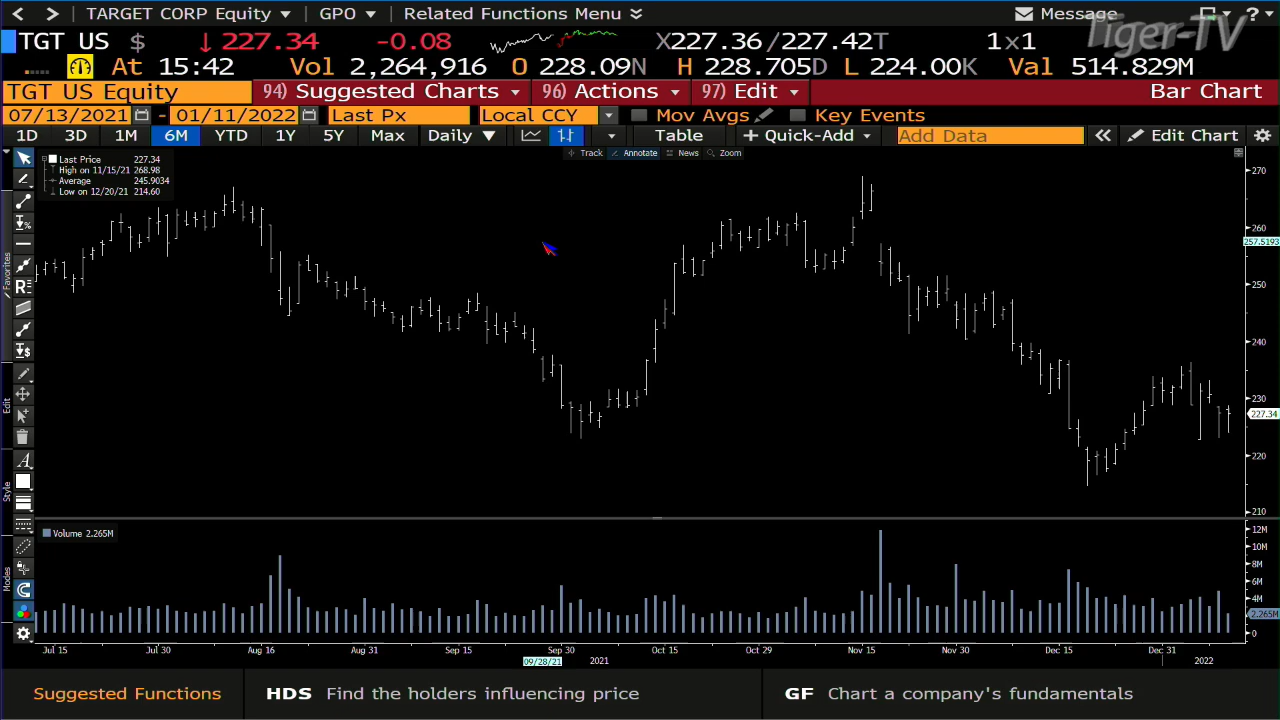 < > TARGET CORP Equity GPO Related Functions Menu Message ?
TGT US $ ↓ 227.34 -0.08 X227.36 /227.42T 1x1 Tiger-TV
At 15:42 Vol 2,264,916 O 228.09N H 228.705D L 224.00K Val 514.829M
TGT US Equity 94) Suggested Charts 96) Actions 97) Edit Bar Chart
07/13/2021 - 01/11/2022 Last Px Local CCY Mov Avgs Key Events
1D 3D 1M 6M YTD 1Y 5Y Max Daily ▼ Table + Quick-Add Add Data « Edit Chart
Track Annotate News Zoom
Last Price 227.34
High on 11/15/21 268.98
Average 245.9034
Low on 12/20/21 214.60
270
260
257.5193
250
240
230
227.34
220
210
Favorites
Edit
Style
Modes
Volume 2.265M
12M
10M
8M
6M
4M
2.265M
0
Jul 15 Jul 30 Aug 16 Aug 31 Sep 15 Sep 30 Oct 15 Oct 29 Nov 15 Nov 30 Dec 15 Dec 31
09/28/21 2021 2022
Suggested Functions HDS Find the holders influencing price GF Chart a company's fundamentals